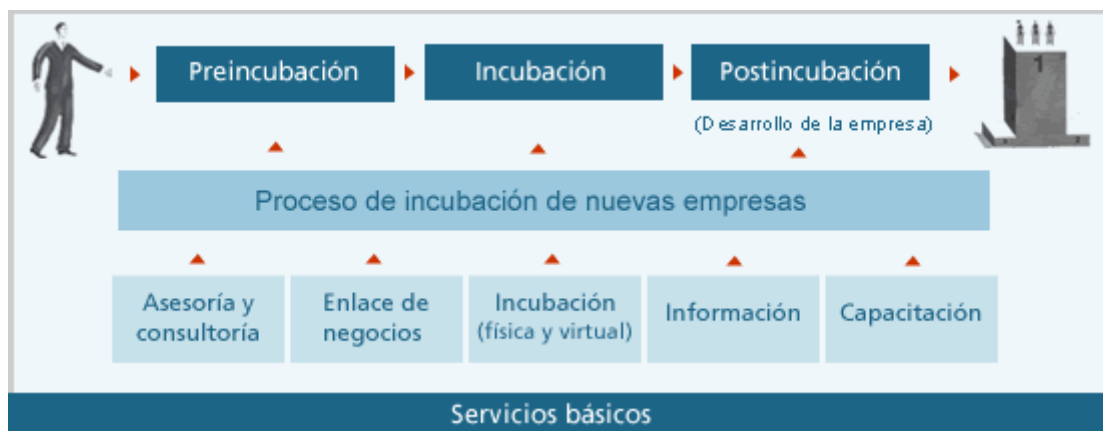 Preincubación
Incubación
Postincubación
(Desarrollo de la empresa)
1
Proceso de incubación de nuevas empresas
Asesoría y
consultoría
Enlace de
negocios
Incubación
(física y virtual)
Información
Capacitación
Servicios básicos